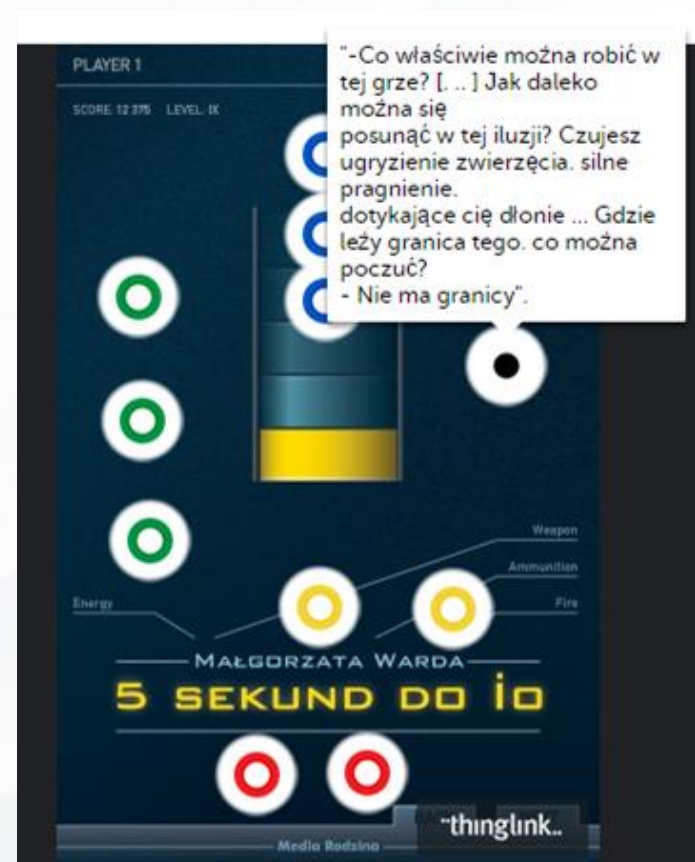 PLAYER 1
SCORE: 12 375 LEVEL: IX
"-Co właściwie można robić w
tej grze? [. .. ] Jak daleko
można się
posunąć w tej iluzji? Czujesz
ugryzienie zwierzęcia. silne
pragnienie.
dotykające cię dłonie ... Gdzie
leży granica tego. co można
poczuć?
- Nie ma granicy".
Weapon
Ammunition
Energy
Fire
MAŁGORZATA WARDA
5 SEKUND DO io
¨thinglink..
Media Rodzina